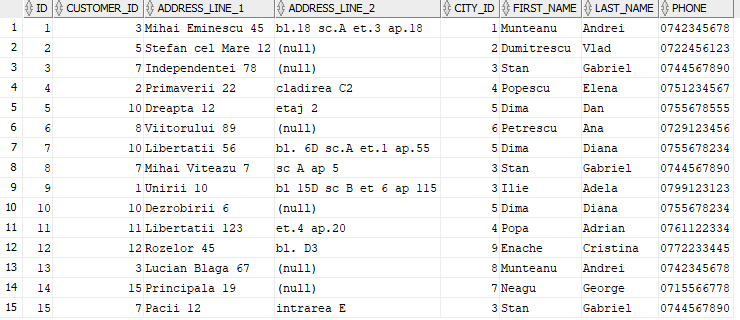 ID CUSTOMER_ID ADDRESS_LINE_1 ADDRESS_LINE_2 CITY_ID FIRST_NAME LAST_NAME PHONE
1 1 3 Mihai Eminescu 45 bl.18 sc.A et.3 ap.18 1 Munteanu Andrei 0742345678
2 2 5 Stefan cel Mare 12 (null) 2 Dumitrescu Vlad 0722456123
3 3 7 Independentei 78 (null) 3 Stan Gabriel 0744567890
4 4 2 Primaverii 22 cladirea C2 4 Popescu Elena 0751234567
5 5 10 Dreapta 12 etaj 2 5 Dima Dan 0755678555
6 6 8 Viitorului 89 (null) 6 Petrescu Ana 0729123456
7 7 10 Libertatii 56 bl. 6D sc.A et.1 ap.55 5 Dima Diana 0755678234
8 8 7 Mihai Viteazu 7 sc A ap 5 3 Stan Gabriel 0744567890
9 9 1 Unirii 10 bl 15D sc B et 6 ap 115 3 Ilie Adela 0799123123
10 10 10 Dezrobirii 6 (null) 5 Dima Diana 0755678234
11 11 11 Libertatii 123 et.4 ap.20 4 Popa Adrian 0761122334
12 12 12 Rozelor 45 bl. D3 9 Enache Cristina 0772233445
13 13 3 Lucian Blaga 67 (null) 8 Munteanu Andrei 0742345678
14 14 15 Principala 19 (null) 7 Neagu George 0715566778
15 15 7 Pacii 12 intrarea E 3 Stan Gabriel 0744567890